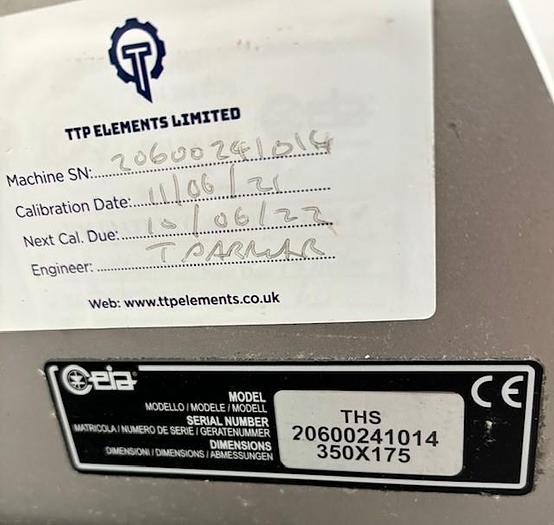 TTP ELEMENTS LIMITED
Machine SN: 20600241014
Calibration Date: 11/06/21
Next Cal. Due: 10/06/22
Engineer: T PARMAR
Web: www.ttpelements.co.uk
ceia
CE
MODEL
MODELLO / MODELE / MODELL
THS
SERIAL NUMBER
MATRICOLA / NUMERO DE SERIE / GERATENUMMER
20600241014
DIMENSIONS
DIMENSIONI / DIMENSIONS / ABMESSUNGEN
350X175